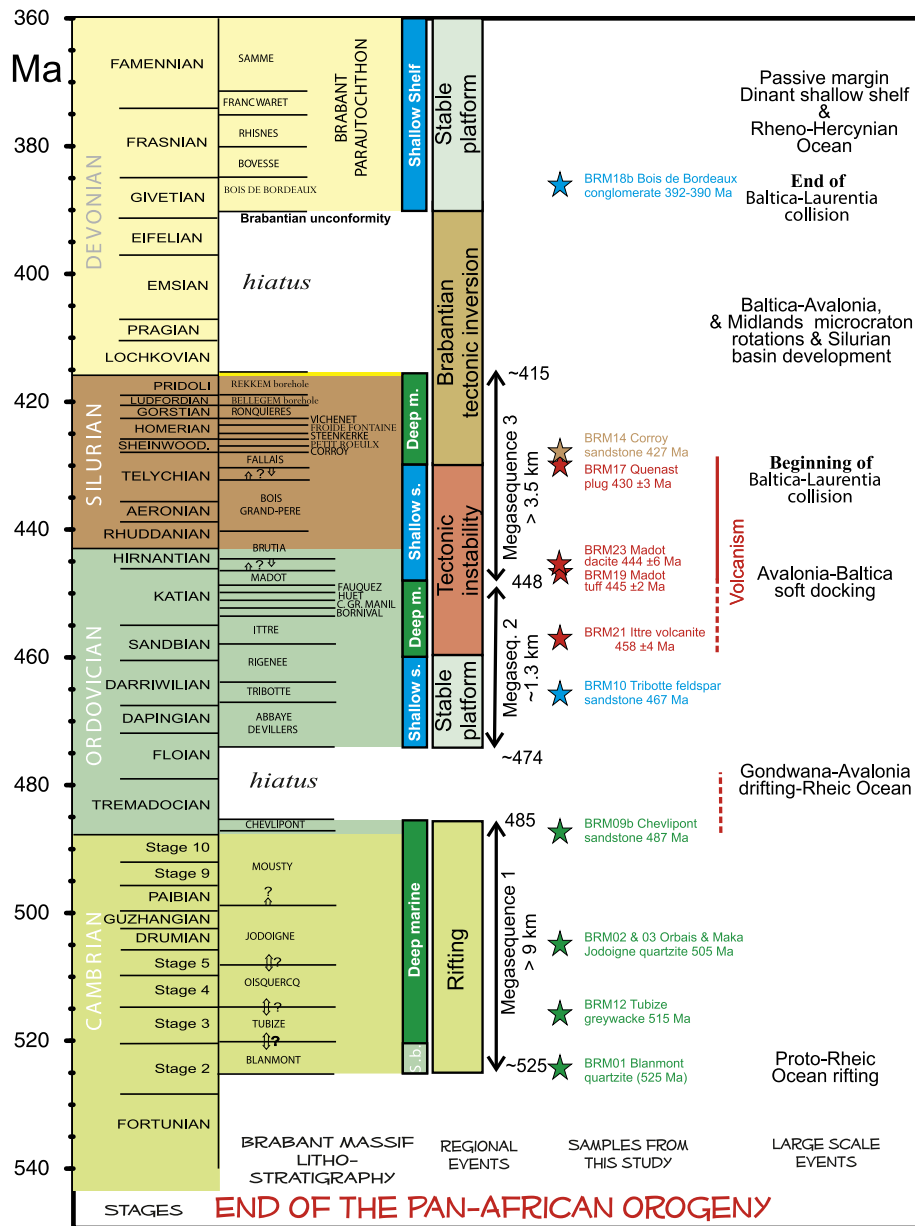 360
Ma
380
400
420
440
460
480
500
520
540
DEVONIAN
SILURIAN
ORDOVICIAN
CAMBRIAN
FAMENNIAN
FRASNIAN
GIVETIAN
EIFELIAN
EMSIAN
PRAGIAN
LOCHKOVIAN
PRIDOLI
LUDFORDIAN
GORSTIAN
HOMERIAN
SHEINWOOD.
TELYCHIAN
AERONIAN
RHUDDANIAN
HIRNANTIAN
KATIAN
SANDBIAN
DARRIWILIAN
DAPINGIAN
FLOIAN
TREMADOCIAN
Stage 10
Stage 9
PAIBIAN
GUZHANGIAN
DRUMIAN
Stage 5
Stage 4
Stage 3
Stage 2
FORTUNIAN
SAMME
FRANCWARET
RHISNES
BOVESSE
BOIS DE BORDEAUX
BRABANT
PARAUTOCHTHON
Brabantian unconformity
hiatus
REKKEM borehole
BELLEGEM borehole
RONQUIERES
VICHENET
FROIDE FONTAINE
STEENKERKE
PETIT ROEULX
CORROY
FALLAIS
?
BOIS
GRAND-PERE
BRUTIA
?
MADOT
FAUQUEZ
HUET
C. GR. MANIL
BORNIVAL
ITTRE
RIGENEE
TRIBOTTE
ABBAYE
DEVILLERS
hiatus
CHEVLIPONT
MOUSTY
?
JODOIGNE
?
OISQUERCQ
?
TUBIZE
?
BLANMONT
Shallow Shelf
Deep m.
Shallow s.
Deep m.
Shallow s.
Deep marine
S.b.
Stable
platform
Brabantian
tectonic inversion
Tectonic
instability
Stable
platform
Rifting
~415
Megasequence 3
> 3.5 km
448
Megaseq. 2
~1.3 km
~474
485
Megasequence 1
> 9 km
~525
BRM18b Bois de Bordeaux
conglomerate 392-390 Ma
BRM14 Corroy
sandstone 427 Ma
BRM17 Quenast
plug 430 ±3 Ma
BRM23 Madot
dacite 444 ±6 Ma
BRM19 Madot
tuff 445 ±2 Ma
BRM21 Ittre volcanite
458 ±4 Ma
BRM10 Tribotte feldspar
sandstone 467 Ma
BRM09b Chevlipont
sandstone 487 Ma
BRM02 & 03 Orbais & Maka
Jodoigne quartzite 505 Ma
BRM12 Tubize
greywacke 515 Ma
BRM01 Blanmont
quartzite (525 Ma)
Volcanism
Passive margin
Dinant shallow shelf
&
Rheno-Hercynian
Ocean
End of
Baltica-Laurentia
collision
Baltica-Avalonia,
& Midlands microcraton
rotations & Silurian
basin development
Beginning of
Baltica-Laurentia
collision
Avalonia-Baltica
soft docking
Gondwana-Avalonia
drifting-Rheic Ocean
Proto-Rheic
Ocean rifting
STAGES
BRABANT MASSIF
LITHO-
STRATIGRAPHY
REGIONAL
EVENTS
SAMPLES FROM
THIS STUDY
LARGE SCALE
EVENTS
END OF THE PAN-AFRICAN OROGENY